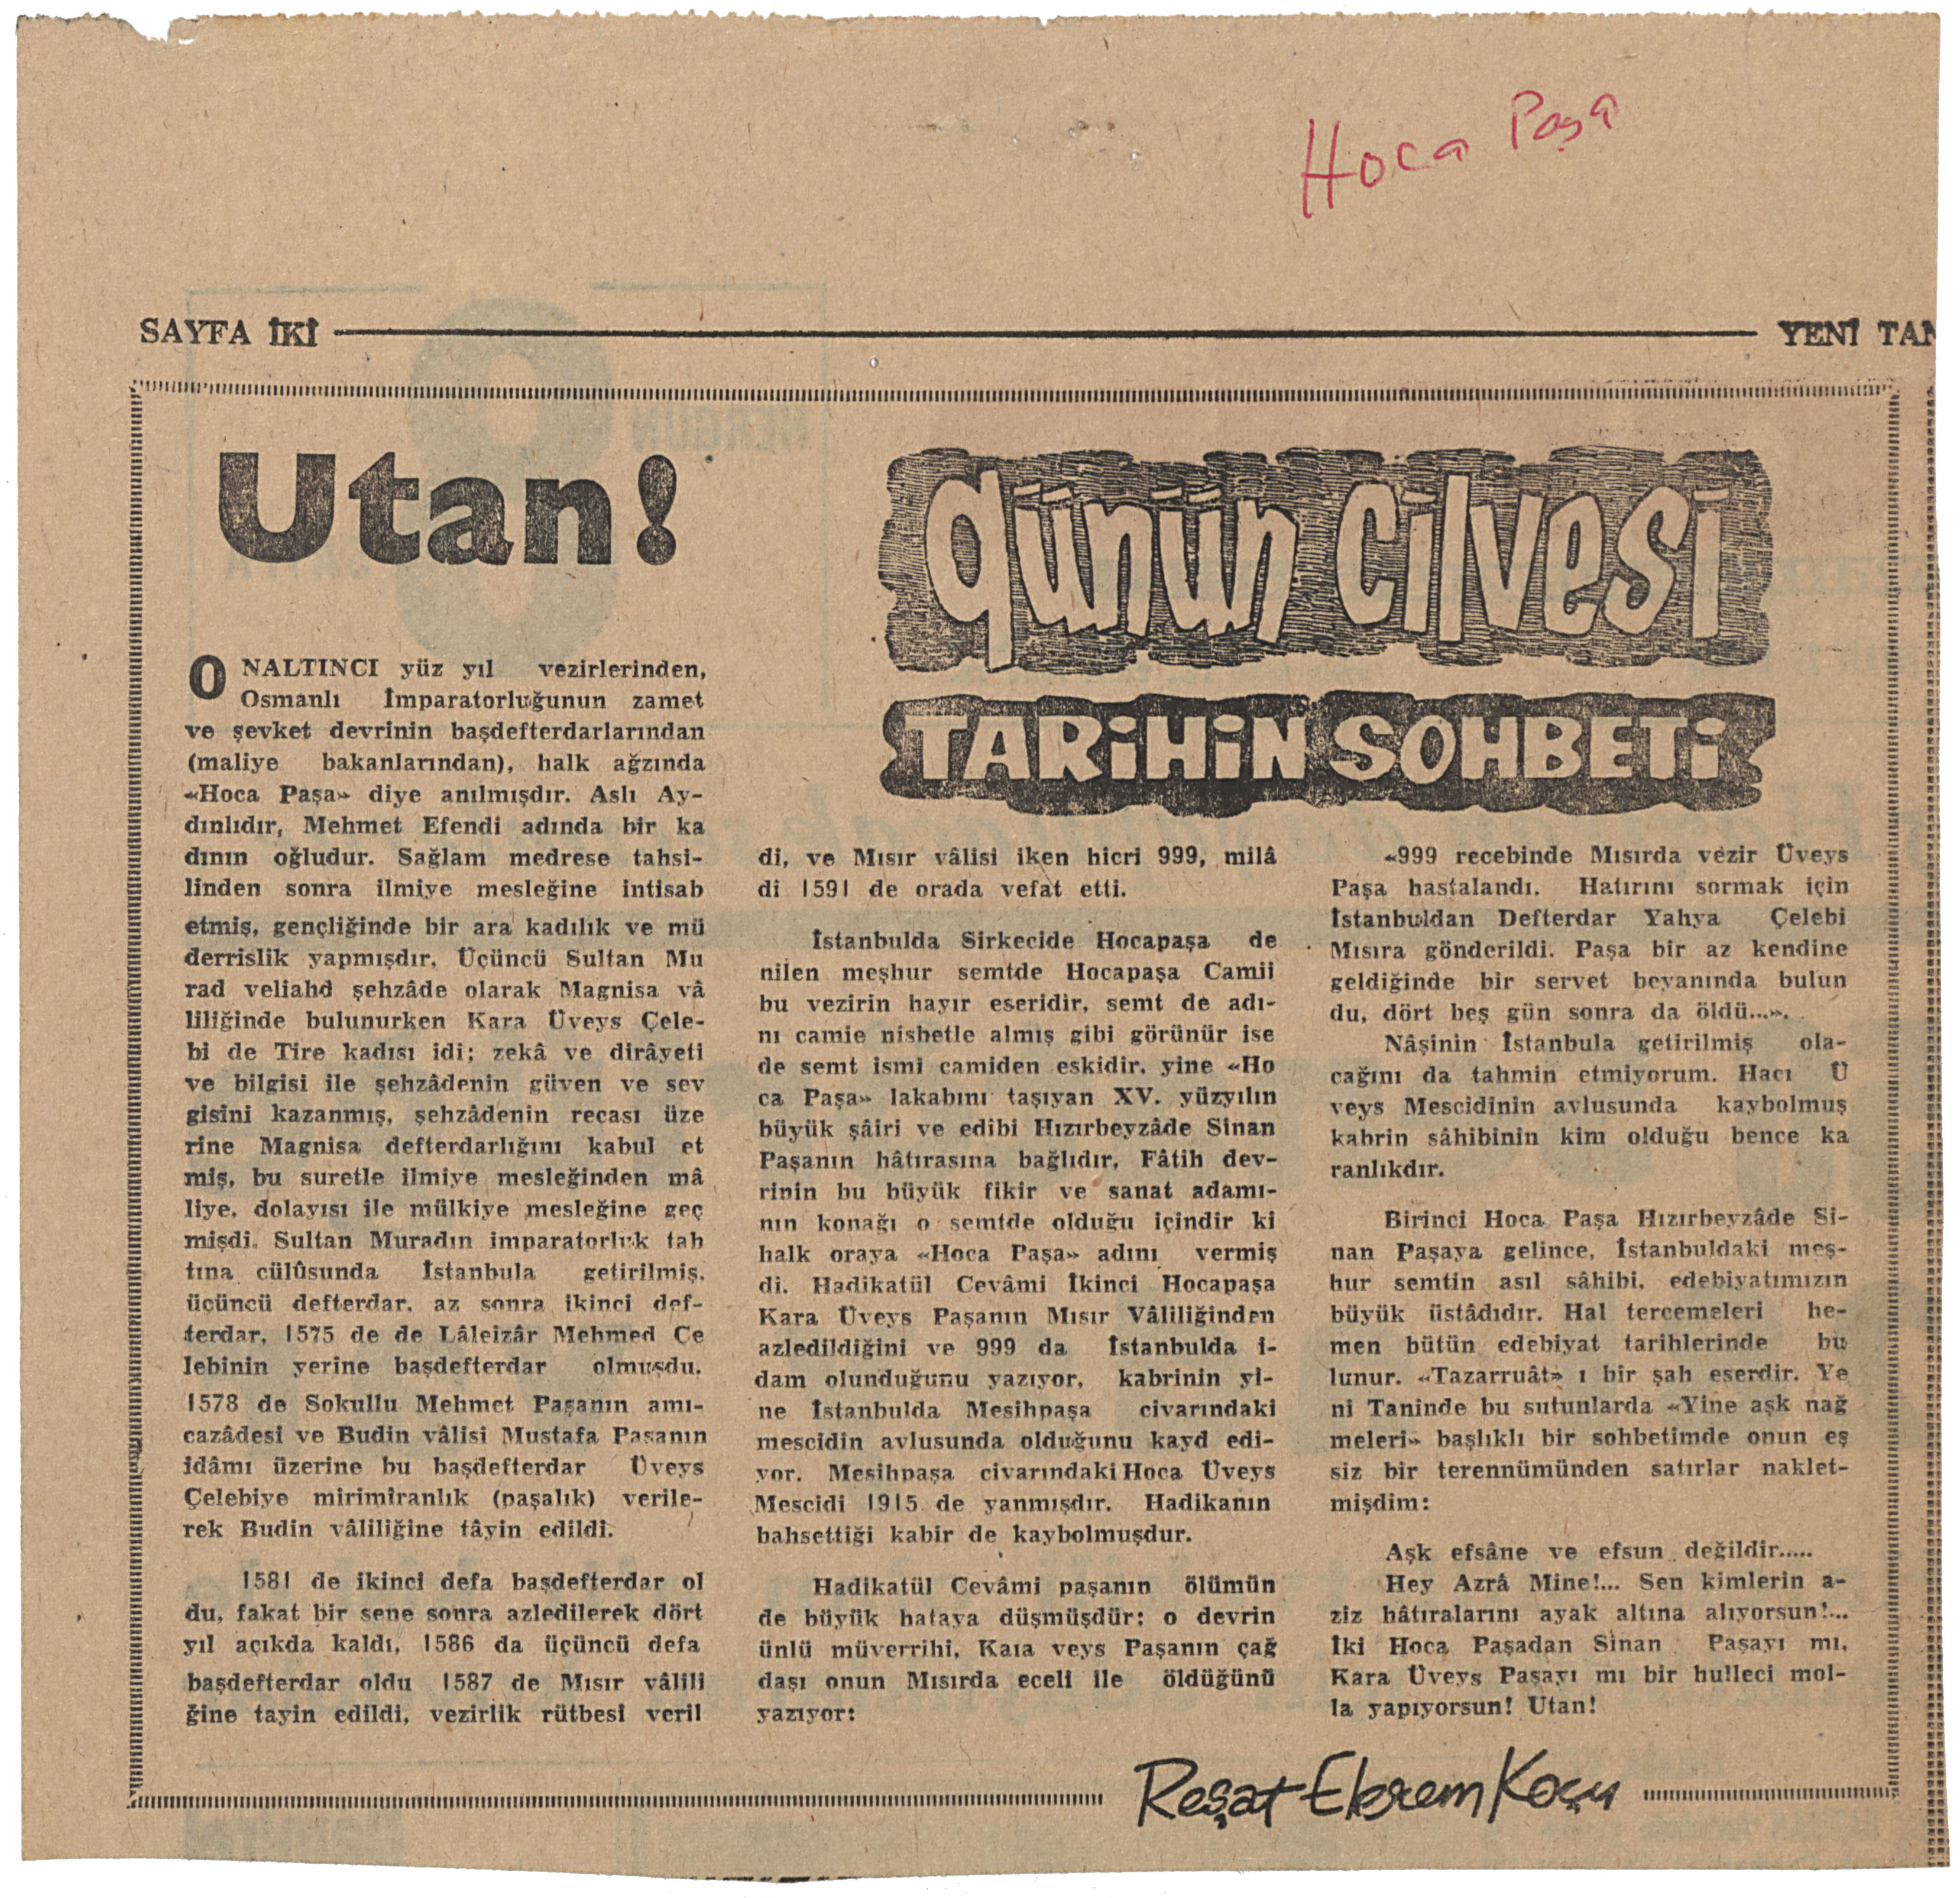 Hoca Paşa
SAYFA İKİ
YENİ TAN
Utan!
günün cilvesi
TARİHİN SOHBETİ
ONALTINCI yüz yıl vezirlerinden,
Osmanlı İmparatorluğunun zamet
ve şevket devrinin başdefterdarlarından
(maliye bakanlarından), halk ağzında
«Hoca Paşa» diye anılmışdır. Aslı Ay-
dınlıdır, Mehmet Efendi adında bir ka
dının oğludur. Sağlam medrese tahsi-
linden sonra ilmiye mesleğine intisab
etmiş, gençliğinde bir ara kadılık ve mü
derrislik yapmışdır. Üçüncü Sultan Mu
rad veliahd şehzâde olarak Magnisa vâ
liliğinde bulunurken Kara Üveys Çele-
bi de Tire kadısı idi; zekâ ve dirâyeti
ve bilgisi ile şehzâdenin güven ve sev
gisini kazanmış, şehzâdenin recası üze
rine Magnisa defterdarlığını kabul et
miş, bu suretle ilmiye mesleğinden mâ
liye, dolayısı ile mülkiye mesleğine geç
mişdi. Sultan Muradın imparatorluk tah
tına cülûsunda İstanbula getirilmiş,
üçüncü defterdar, az sonra ikinci def-
terdar, 1575 de de Lâleizâr Mehmed Çe
lebinin yerine başdefterdar olmuşdu.
1578 de Sokullu Mehmet Paşanın amı-
cazâdesi ve Budin vâlisi Mustafa Paşanın
idâmı üzerine bu başdefterdar Üveys
Çelebiye mirimiranlık (paşalık) verile-
rek Budin vâliliğine tâyin edildi.
1581 de ikinci defa başdefterdar ol
du, fakat bir sene sonra azledilerek dört
yıl açıkda kaldı, 1586 da üçüncü defa
başdefterdar oldu 1587 de Mısır vâlili
ğine tayin edildi, vezirlik rütbesi veril
di, ve Mısır vâlisi iken hicri 999, milâ
di 1591 de orada vefat etti.
İstanbulda Sirkecide Hocapaşa de
nilen meşhur semtde Hocapaşa Camii
bu vezirin hayır eseridir, semt de adı-
nı camie nisbetle almış gibi görünür ise
de semt ismi camiden eskidir, yine «Ho
ca Paşa» lakabını taşıyan XV. yüzyılın
büyük şâiri ve edibi Hızırbeyzâde Sinan
Paşanın hâtırasına bağlıdır, Fâtih dev-
rinin bu büyük fikir ve sanat adamı-
nın konağı o semtde olduğu içindir ki
halk oraya «Hoca Paşa» adını vermiş
di. Hadikatül Cevâmi İkinci Hocapaşa
Kara Üveys Paşanın Mısır Vâliliğinden
azledildiğini ve 999 da İstanbulda i-
dam olunduğunu yazıyor, kabrinin yi-
ne İstanbulda Mesihpaşa civarındaki
mescidin avlusunda olduğunu kayd edi-
yor. Mesihpaşa civarındaki Hoca Üveys
Mescidi 1915 de yanmışdır. Hadikanın
bahsettiği kabir de kaybolmuşdur.
Hadikatül Cevâmi paşanın ölümün
de büyük hataya düşmüşdür; o devrin
ünlü müverrihi, Kara veys Paşanın çağ
daşı onun Mısırda eceli ile öldüğünü
yazıyor:
«999 recebinde Mısırda vezir Üveys
Paşa hastalandı. Hatırını sormak için
İstanbuldan Defterdar Yahya Çelebi
Mısıra gönderildi. Paşa bir az kendine
geldiğinde bir servet beyanında bulun
du, dört beş gün sonra da öldü...».
Nâşinin İstanbula getirilmiş ola-
cağını da tahmin etmiyorum. Hacı Ü
veys Mescidinin avlusunda kaybolmuş
kabrin sâhibinin kim olduğu bence ka
ranlıkdır.
Birinci Hoca Paşa Hızırbeyzâde Si-
nan Paşaya gelince, İstanbuldaki meş-
hur semtin asıl sâhibi, edebiyatımızın
büyük üstâdıdır. Hal tercemeleri he-
men bütün edebiyat tarihlerinde bu
lunur. «Tazarruât» ı bir şah eserdir. Ye
ni Taninde bu sutunlarda «Yine aşk nağ
meleri» başlıklı bir sohbetimde onun eş
siz bir terennümünden satırlar naklet-
mişdim:
Aşk efsâne ve efsun değildir.....
Hey Azrâ Mine!... Sen kimlerin a-
ziz hâtıralarını ayak altına alıyorsun!...
İki Hoca Paşadan Sinan Paşayı mı,
Kara Üveys Paşayı mı bir hulleci mol-
la yapıyorsun! Utan!
Reşat Ekrem Koçu